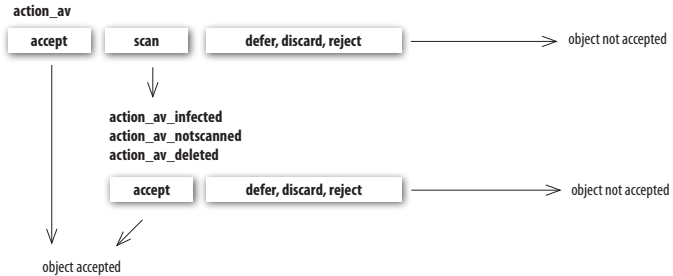 action_av
accept scan defer, discard, reject object not accepted
action_av_infected
action_av_notscanned
action_av_deleted
accept defer, discard, reject object not accepted
object accepted